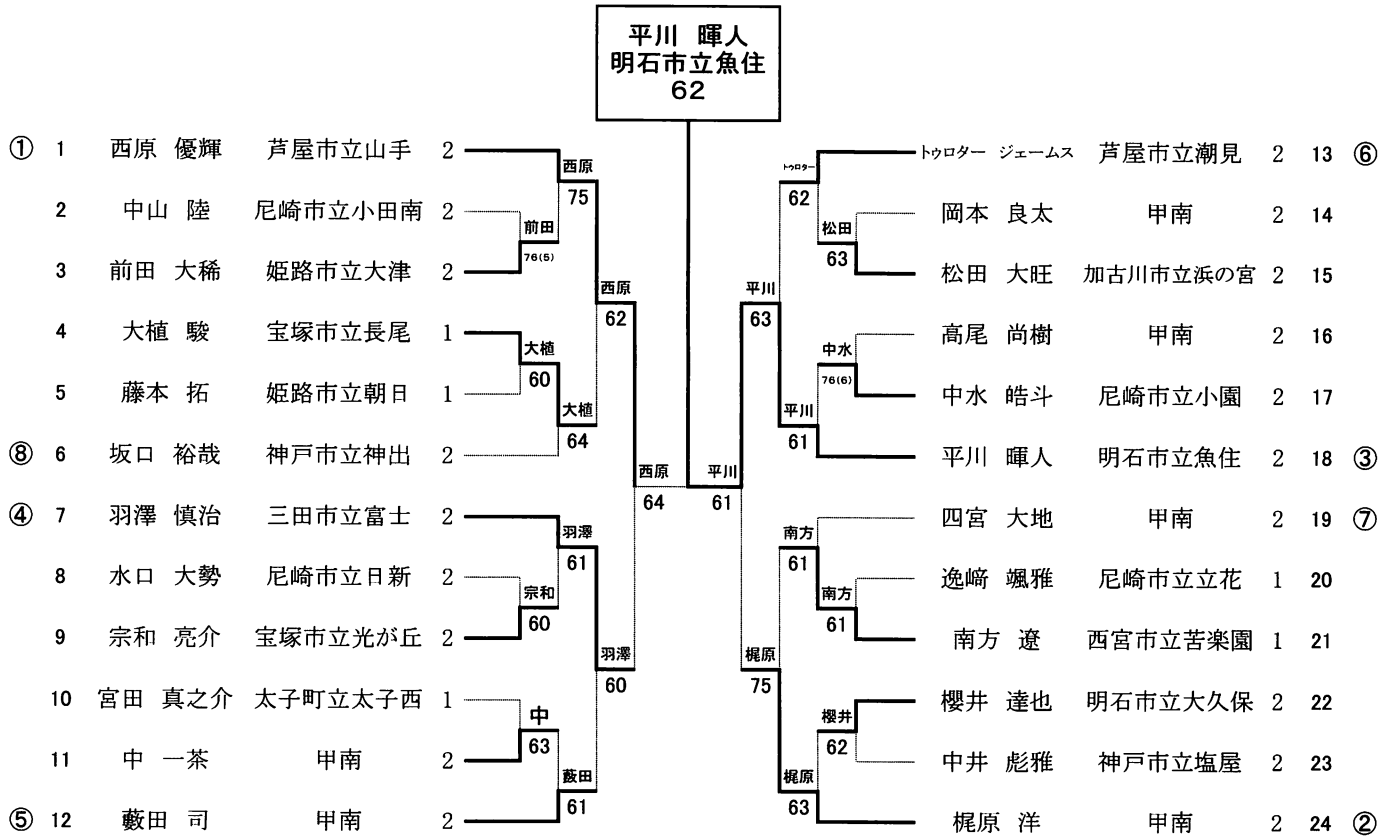 平川 暉人
明石市立魚住
62
① 1 西原 優輝 芦屋市立山手 2
2 中山 陸 尼崎市立小田南 2
3 前田 大稀 姫路市立大津 2
4 大植 駿 宝塚市立長尾 1
5 藤本 拓 姫路市立朝日 1
⑧ 6 坂口 裕哉 神戸市立神出 2
④ 7 羽澤 慎治 三田市立富士 2
8 水口 大勢 尼崎市立日新 2
9 宗和 亮介 宝塚市立光が丘 2
10 宮田 真之介 太子町立太子西 1
11 中 一茶 甲南 2
⑤ 12 藪田 司 甲南 2
前田
76(5)
大植
60
宗和
60
中
63
西原
75
大植
64
羽澤
61
藪田
61
西原
62
羽澤
60
西原
64
平川
61
平川
63
梶原
75
トゥロター
62
平川
61
南方
61
梶原
63
松田
63
中水
76(6)
南方
61
櫻井
62
トゥロター ジェームス 芦屋市立潮見 2 13 ⑥
岡本 良太 甲南 2 14
松田 大旺 加古川市立浜の宮 2 15
高尾 尚樹 甲南 2 16
中水 皓斗 尼崎市立小園 2 17
平川 暉人 明石市立魚住 2 18 ③
四宮 大地 甲南 2 19 ⑦
逸﨑 颯雅 尼崎市立立花 1 20
南方 遼 西宮市立苦楽園 1 21
櫻井 達也 明石市立大久保 2 22
中井 彪雅 神戸市立塩屋 2 23
梶原 洋 甲南 2 24 ②